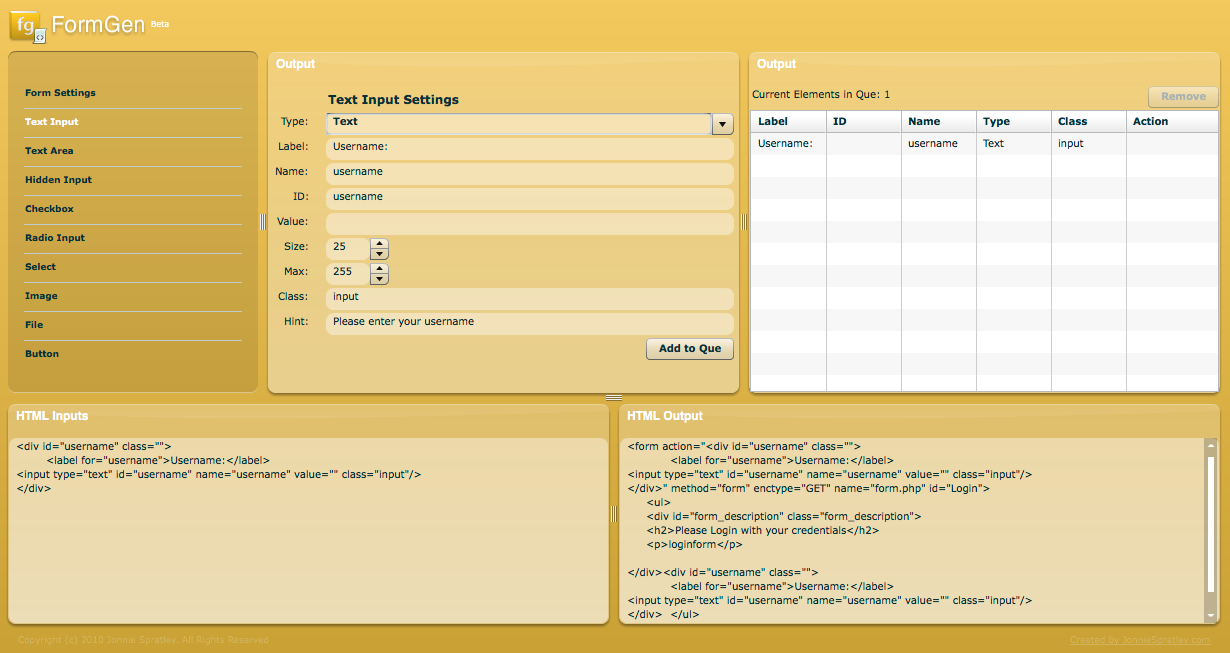 fg
FormGen Beta
Form Settings
Text Input
Text Area
Hidden Input
Checkbox
Radio Input
Select
Image
File
Button
Output
Text Input Settings
Type: Text
Label: Username:
Name: username
ID: username
Value:
Size: 25
Max: 255
Class: input
Hint: Please enter your username
Add to Que
Output
Current Elements in Que: 1
Remove
Label ID Name Type Class Action
Username: username Text input
HTML Inputs
<div id="username" class="">
<label for="username">Username:</label>
<input type="text" id="username" name="username" value="" class="input"/>
</div>
HTML Output
<form action="<div id="username" class="">
<label for="username">Username:</label>
<input type="text" id="username" name="username" value="" class="input"/>
</div>" method="form" enctype="GET" name="form.php" id="Login">
<ul>
<div id="form_description" class="form_description">
<h2>Please Login with your credentials</h2>
<p>loginform</p>
</div><div id="username" class="">
<label for="username">Username:</label>
<input type="text" id="username" name="username" value="" class="input"/>
</div> </ul>
Copyright (c) 2010 Jonnie Spratley, All Rights Reserved
Created by JonnieSpratley.com